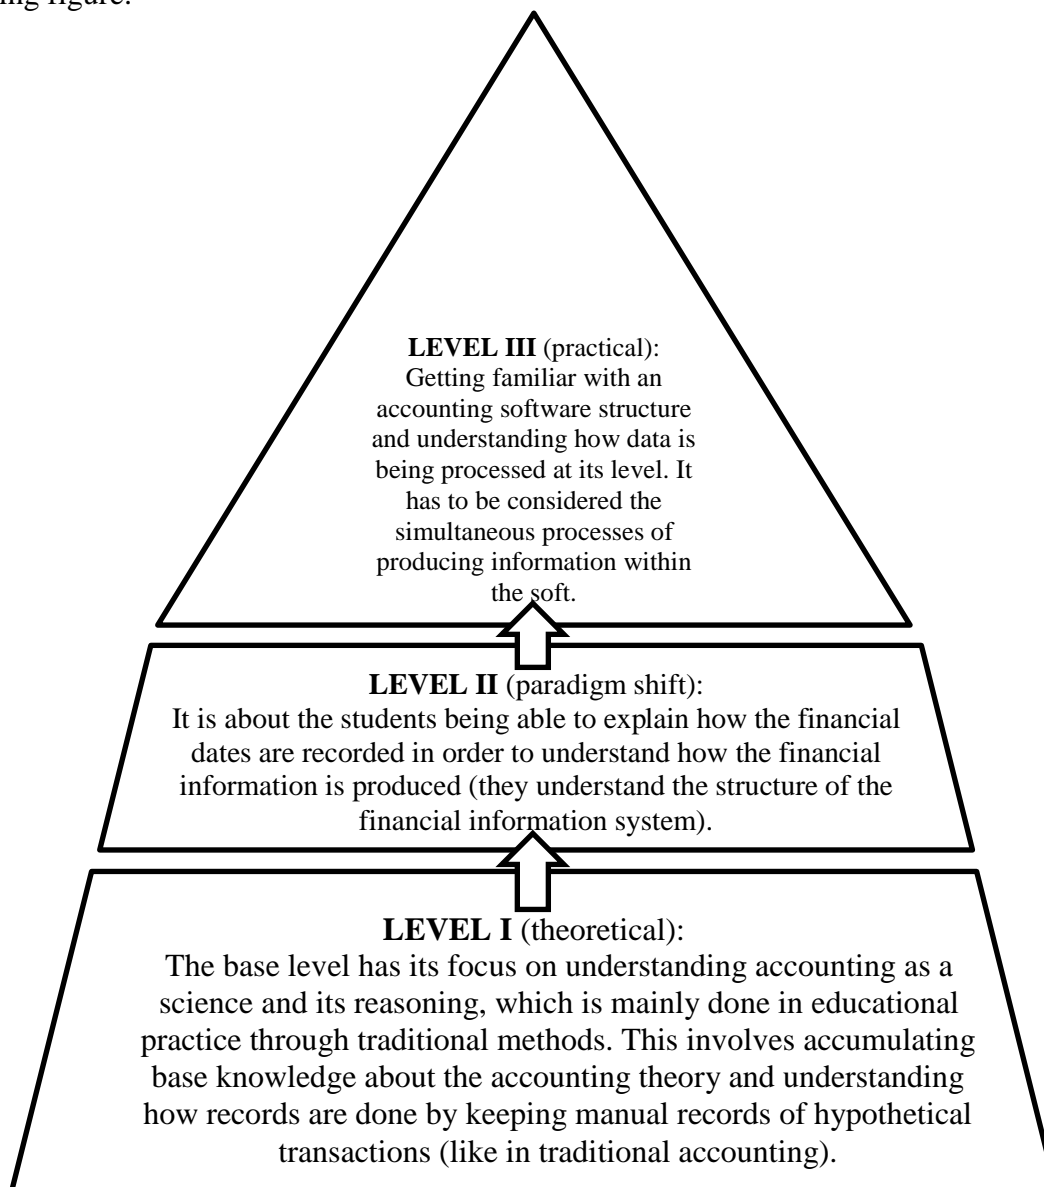 ing figure.
LEVEL III (practical):
Getting familiar with an
accounting software structure
and understanding how data is
being processed at its level. It
has to be considered the
simultaneous processes of
producing information within
the soft.
LEVEL II (paradigm shift):
It is about the students being able to explain how the financial
dates are recorded in order to understand how the financial
information is produced (they understand the structure of the
financial information system).
LEVEL I (theoretical):
The base level has its focus on understanding accounting as a
science and its reasoning, which is mainly done in educational
practice through traditional methods. This involves accumulating
base knowledge about the accounting theory and understanding
how records are done by keeping manual records of hypothetical
transactions (like in traditional accounting).